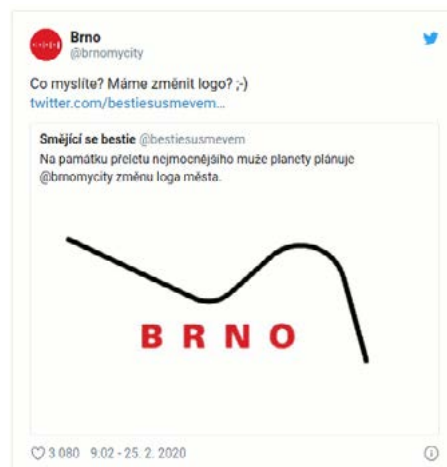 Brno
@brnomycity
Co myslíte? Máme změnit logo? ;-)
twitter.com/bestiesusmevem...
Smějící se bestie @bestiesusmevem
Na památku přeletu nejmocnějšího muže planety plánuje
@brnomycity změnu loga města.
BRNO
3 080 9:02 - 25. 2. 2020